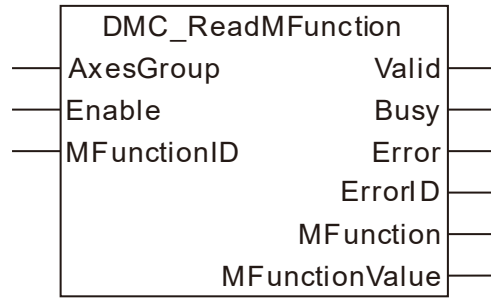 DMC_ReadMFunction
AxesGroup Valid
Enable Busy
MFunctionID Error
ErrorID
MFunction
MFunctionValue